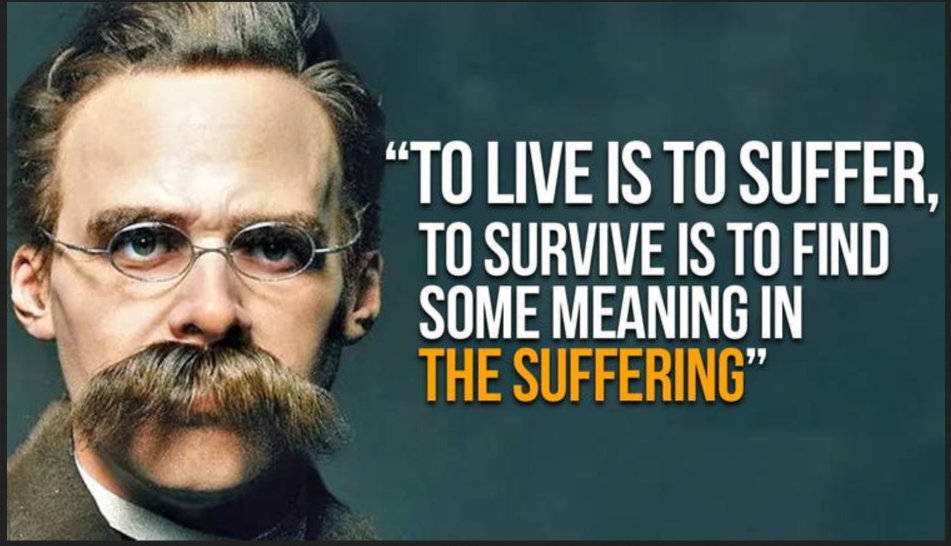 “TO LIVE IS TO SUFFER,
TO SURVIVE IS TO FIND
SOME MEANING IN
THE SUFFERING”